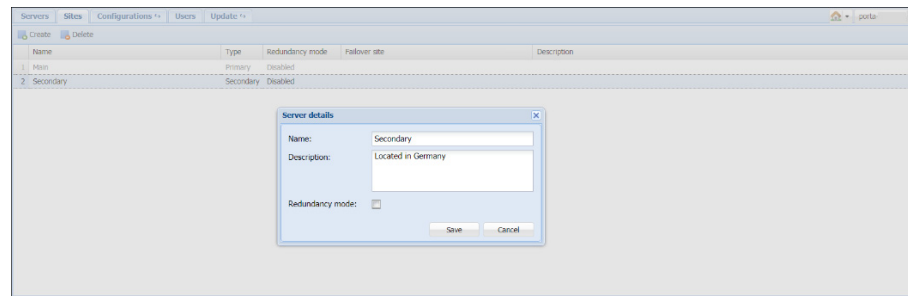 Servers Sites Configurations Users Update porta
Create Delete
Name Type Redundancy mode Failover site Description
1 Main Primary Disabled
2 Secondary Secondary Disabled
Server details
Name: Secondary
Description: Located in Germany
Redundancy mode:
Save Cancel